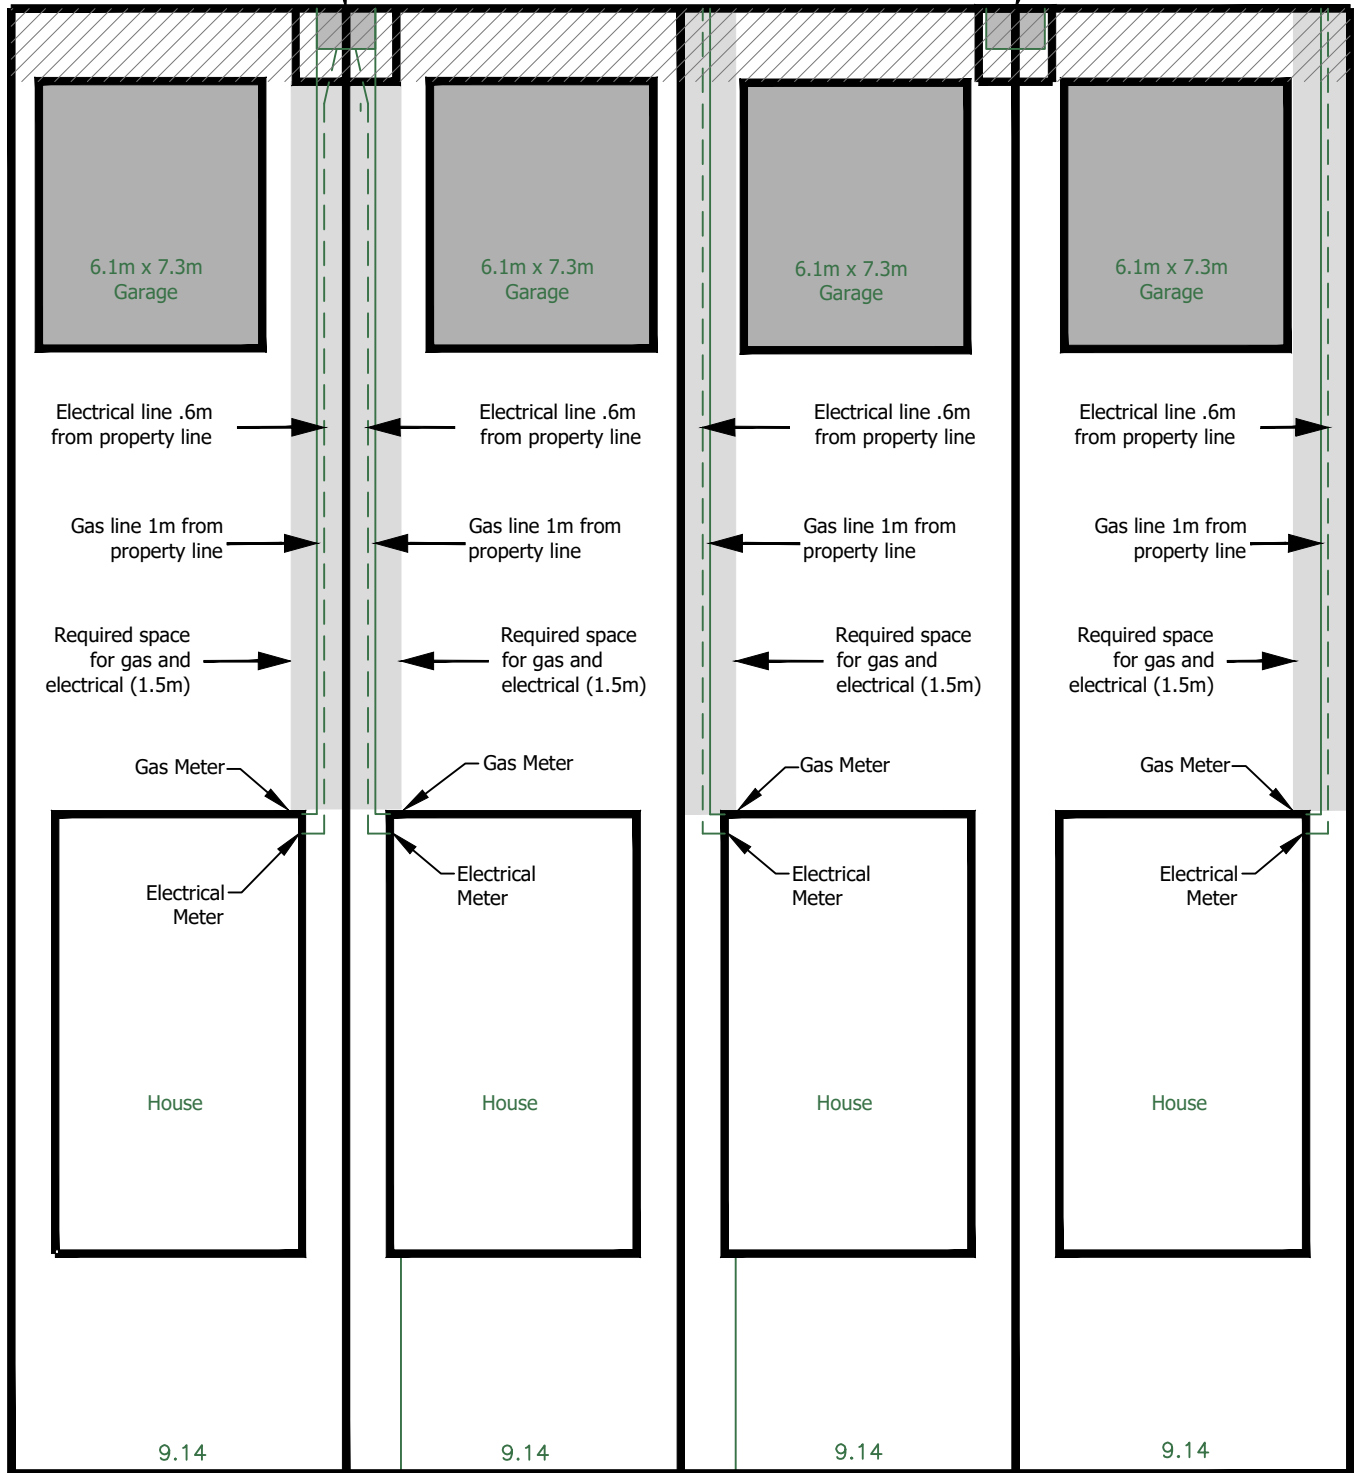 6.1m x 7.3m
Garage
6.1m x 7.3m
Garage
6.1m x 7.3m
Garage
6.1m x 7.3m
Garage
Electrical line .6m
from property line
Electrical line .6m
from property line
Electrical line .6m
from property line
Electrical line .6m
from property line
Gas line 1m from
property line
Gas line 1m from
property line
Gas line 1m from
property line
Gas line 1m from
property line
Required space
for gas and
electrical (1.5m)
Required space
for gas and
electrical (1.5m)
Required space
for gas and
electrical (1.5m)
Required space
for gas and
electrical (1.5m)
Gas Meter
Gas Meter
Gas Meter
Gas Meter
Electrical
Meter
Electrical
Meter
Electrical
Meter
Electrical
Meter
House
House
House
House
9.14
9.14
9.14
9.14